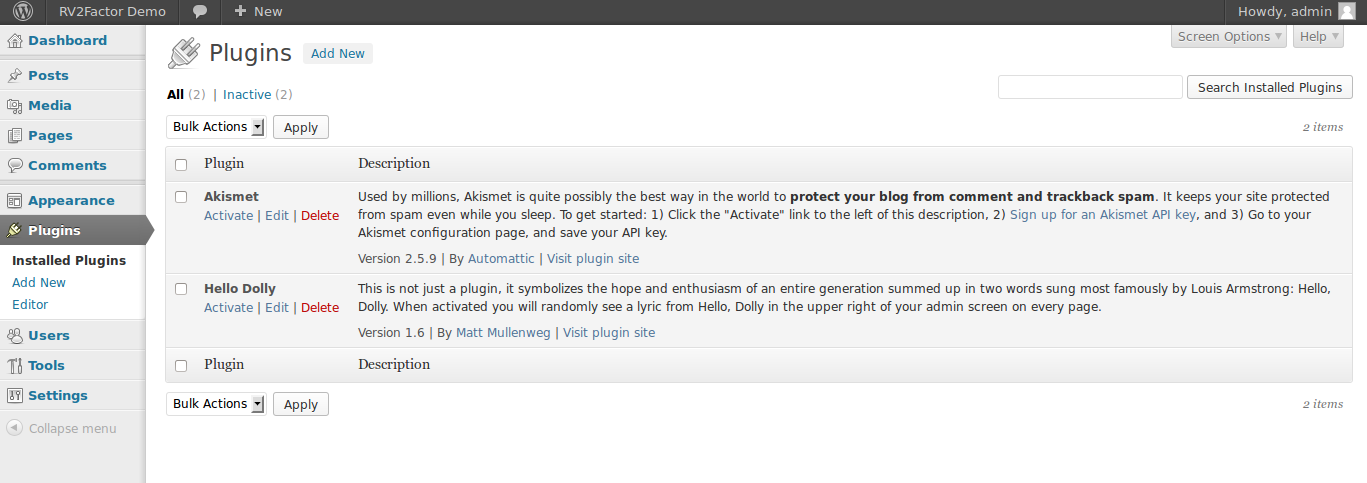 RV2Factor Demo New Howdy, admin
Dashboard
Posts
Media
Pages
Comments
Appearance
Plugins
Installed Plugins
Add New
Editor
Users
Tools
Settings
Collapse menu
Screen Options Help
Plugins Add New
All (2) | Inactive (2)
Search Installed Plugins
Bulk Actions Apply 2 items
Plugin Description
Akismet
Activate | Edit | Delete
Used by millions, Akismet is quite possibly the best way in the world to protect your blog from comment and trackback spam. It keeps your site protected
from spam even while you sleep. To get started: 1) Click the "Activate" link to the left of this description, 2) Sign up for an Akismet API key, and 3) Go to your
Akismet configuration page, and save your API key.
Version 2.5.9 | By Automattic | Visit plugin site
Hello Dolly
Activate | Edit | Delete
This is not just a plugin, it symbolizes the hope and enthusiasm of an entire generation summed up in two words sung most famously by Louis Armstrong: Hello,
Dolly. When activated you will randomly see a lyric from Hello, Dolly in the upper right of your admin screen on every page.
Version 1.6 | By Matt Mullenweg | Visit plugin site
Plugin Description
Bulk Actions Apply 2 items